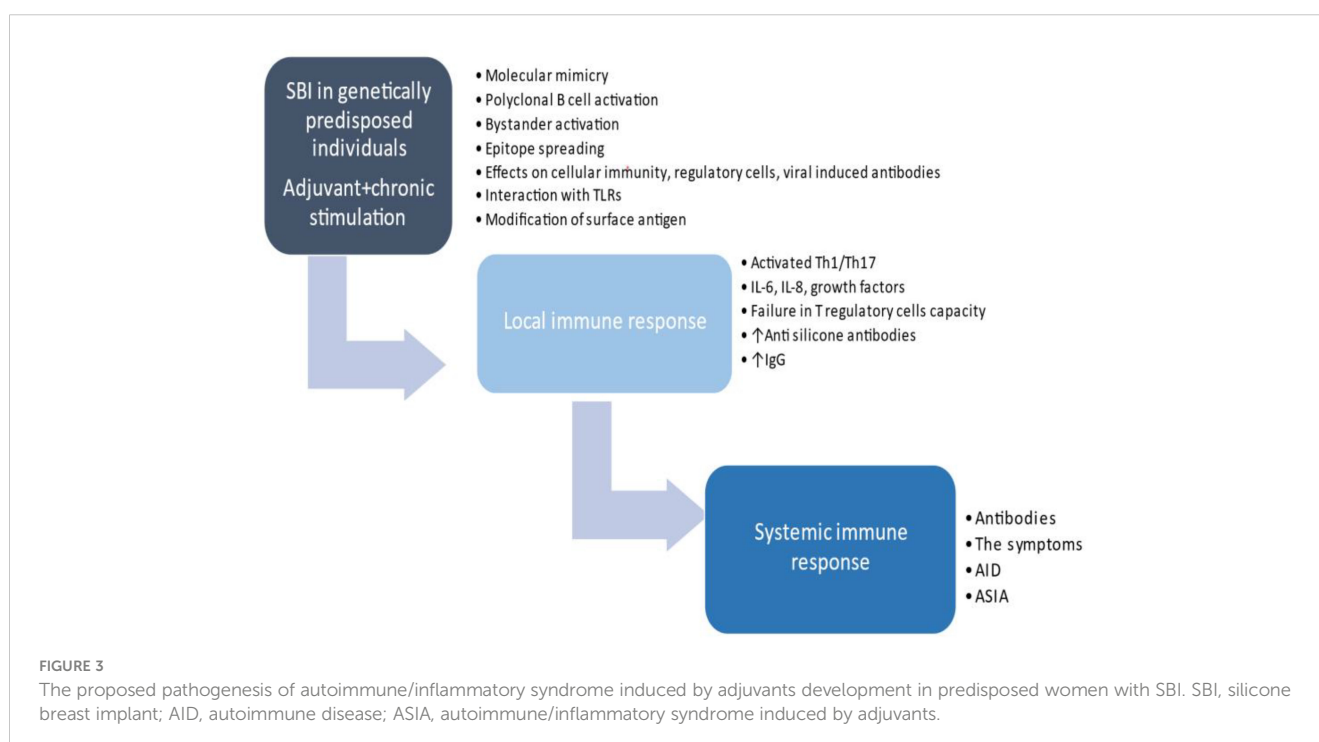 SBI in genetically
predisposed
individuals
Adjuvant+chronic
stimulation
• Molecular mimicry
• Polyclonal B cell activation
• Bystander activation
• Epitope spreading
• Effects on cellular immunity, regulatory cells, viral induced antibodies
• Interaction with TLRs
• Modification of surface antigen
Local immune response
• Activated Th1/Th17
• IL-6, IL-8, growth factors
• Failure in T regulatory cells capacity
• ↑Anti silicone antibodies
• ↑IgG
Systemic immune
response
• Antibodies
• The symptoms
• AID
• ASIA
FIGURE 3
The proposed pathogenesis of autoimmune/inflammatory syndrome induced by adjuvants development in predisposed women with SBI. SBI, silicone
breast implant; AID, autoimmune disease; ASIA, autoimmune/inflammatory syndrome induced by adjuvants.